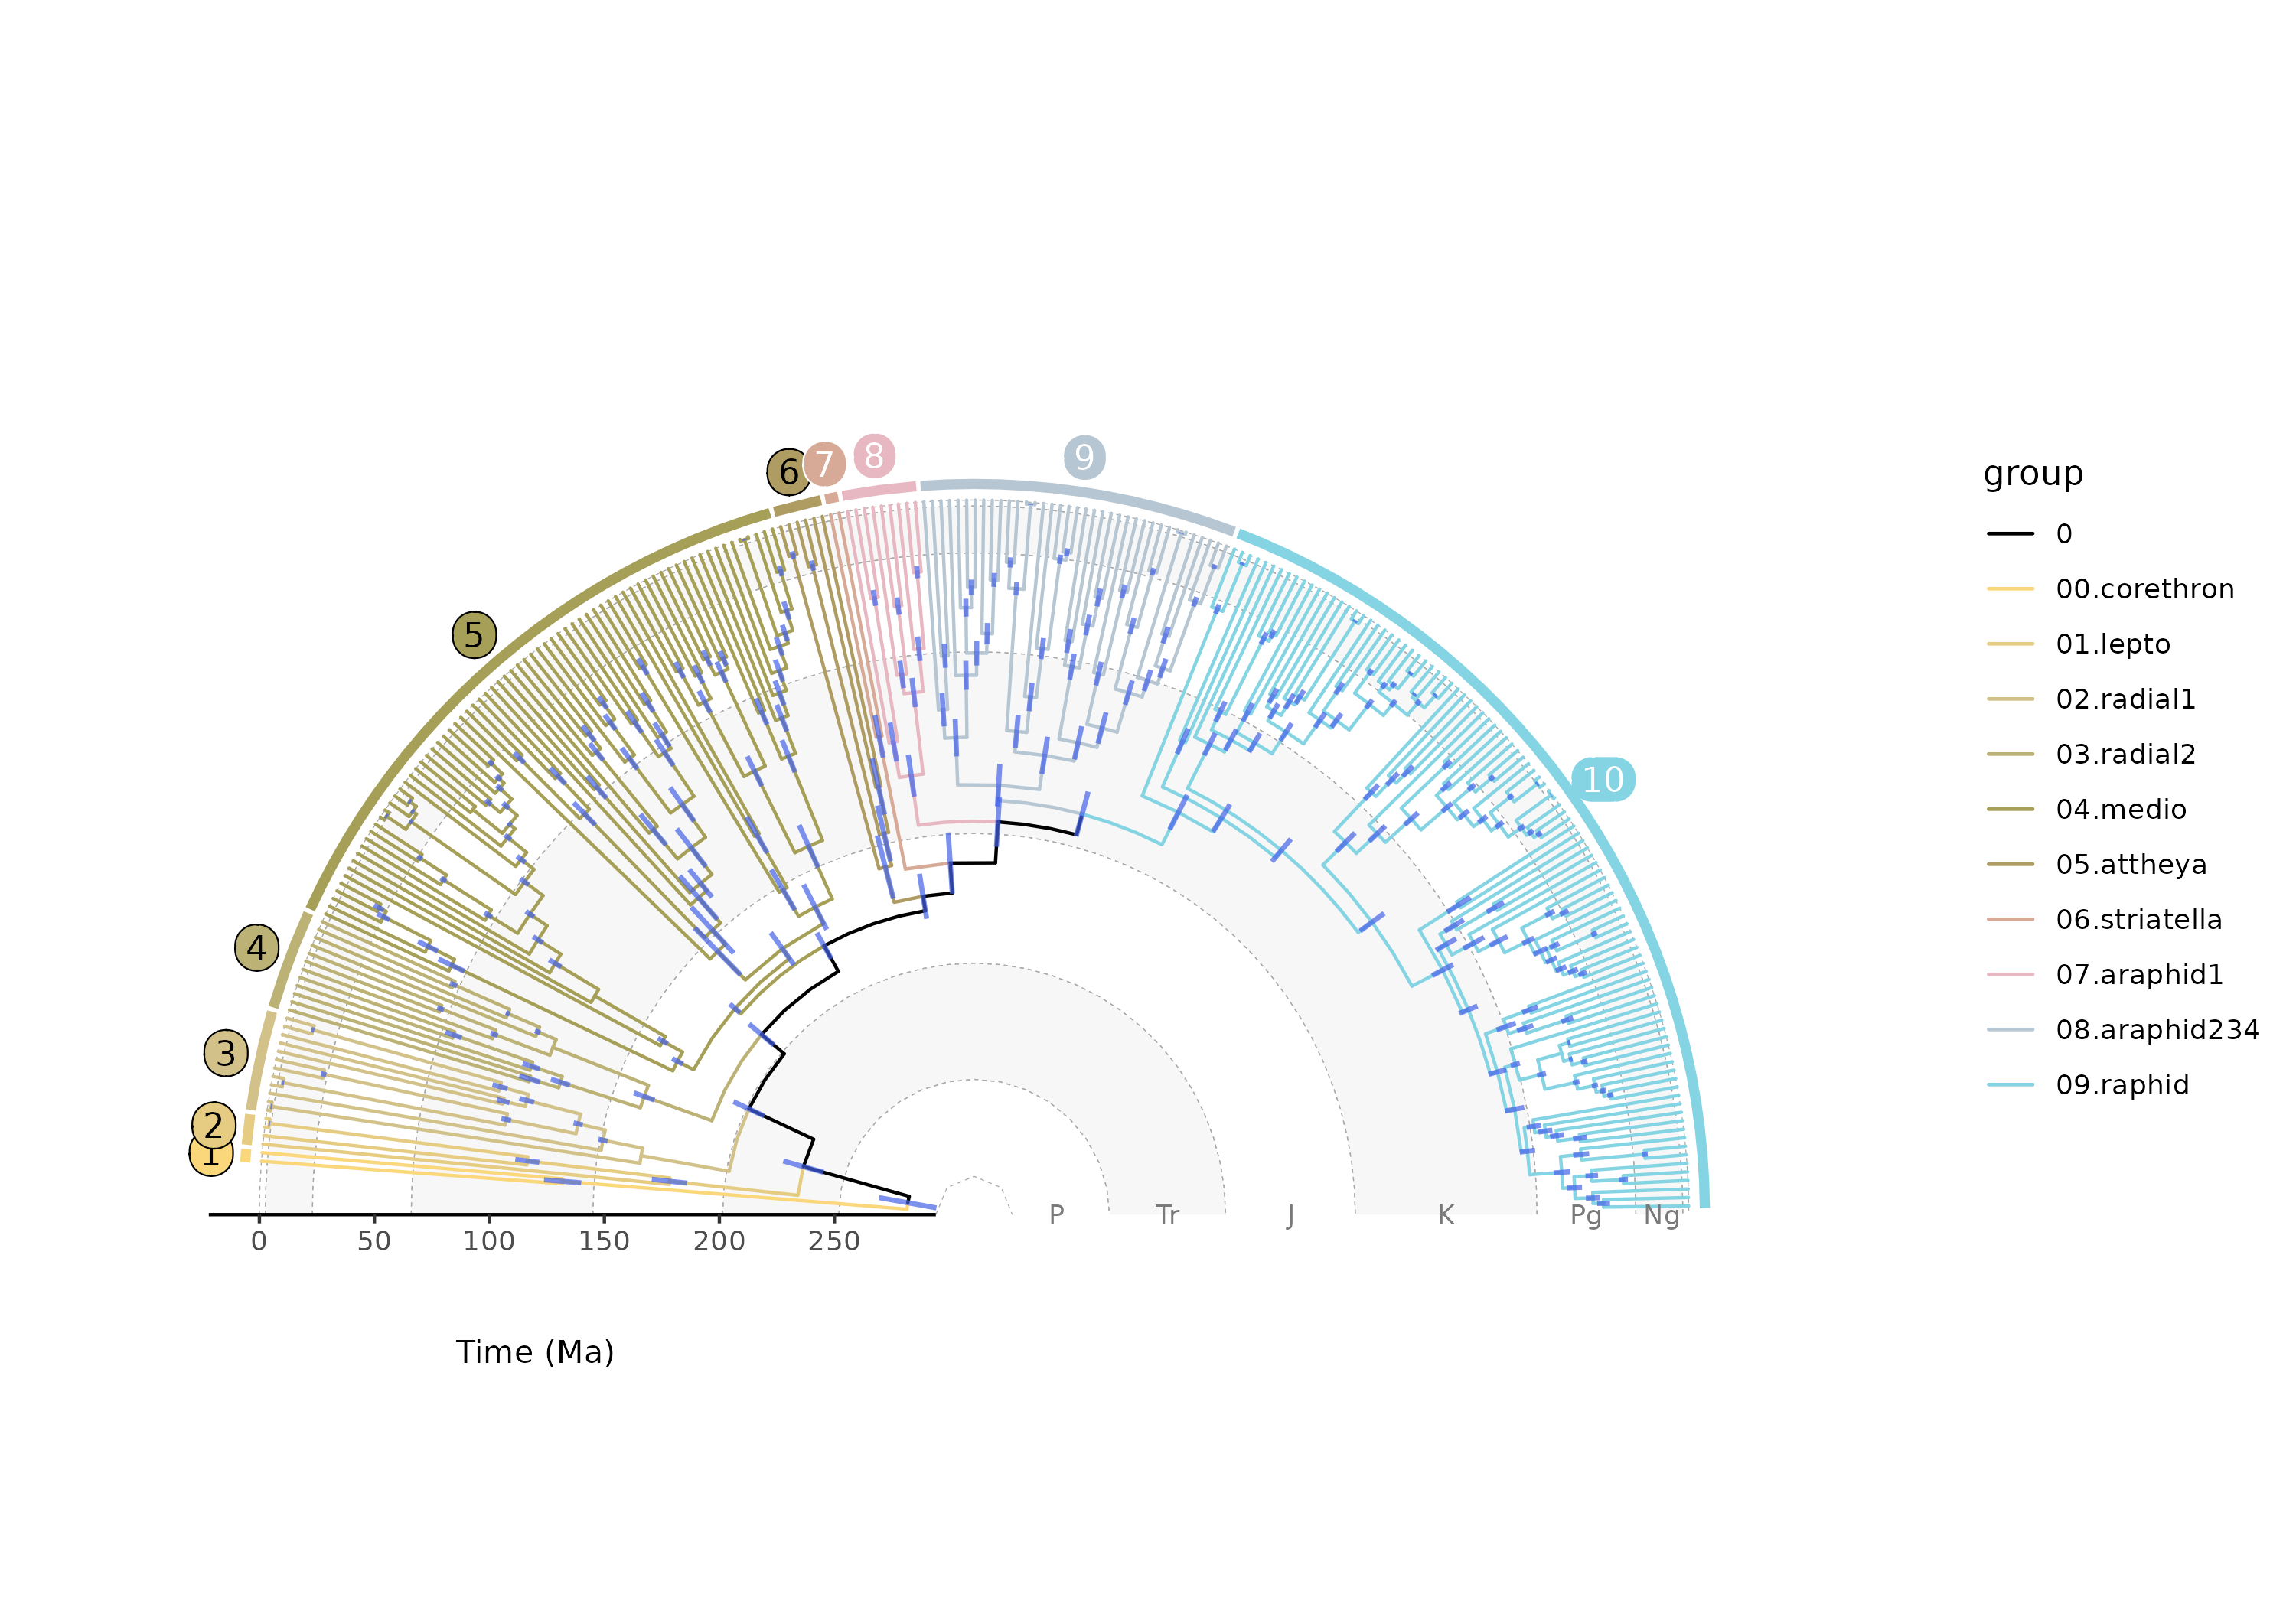 9
8
7
6
5
10
4
3
2
1
P
Tr
J
K
Pg
Ng
0
50
100
150
200
250
Time (Ma)
group
0
00.corethron
01.lepto
02.radial1
03.radial2
04.medio
05.attheya
06.striatella
07.araphid1
08.araphid234
09.raphid